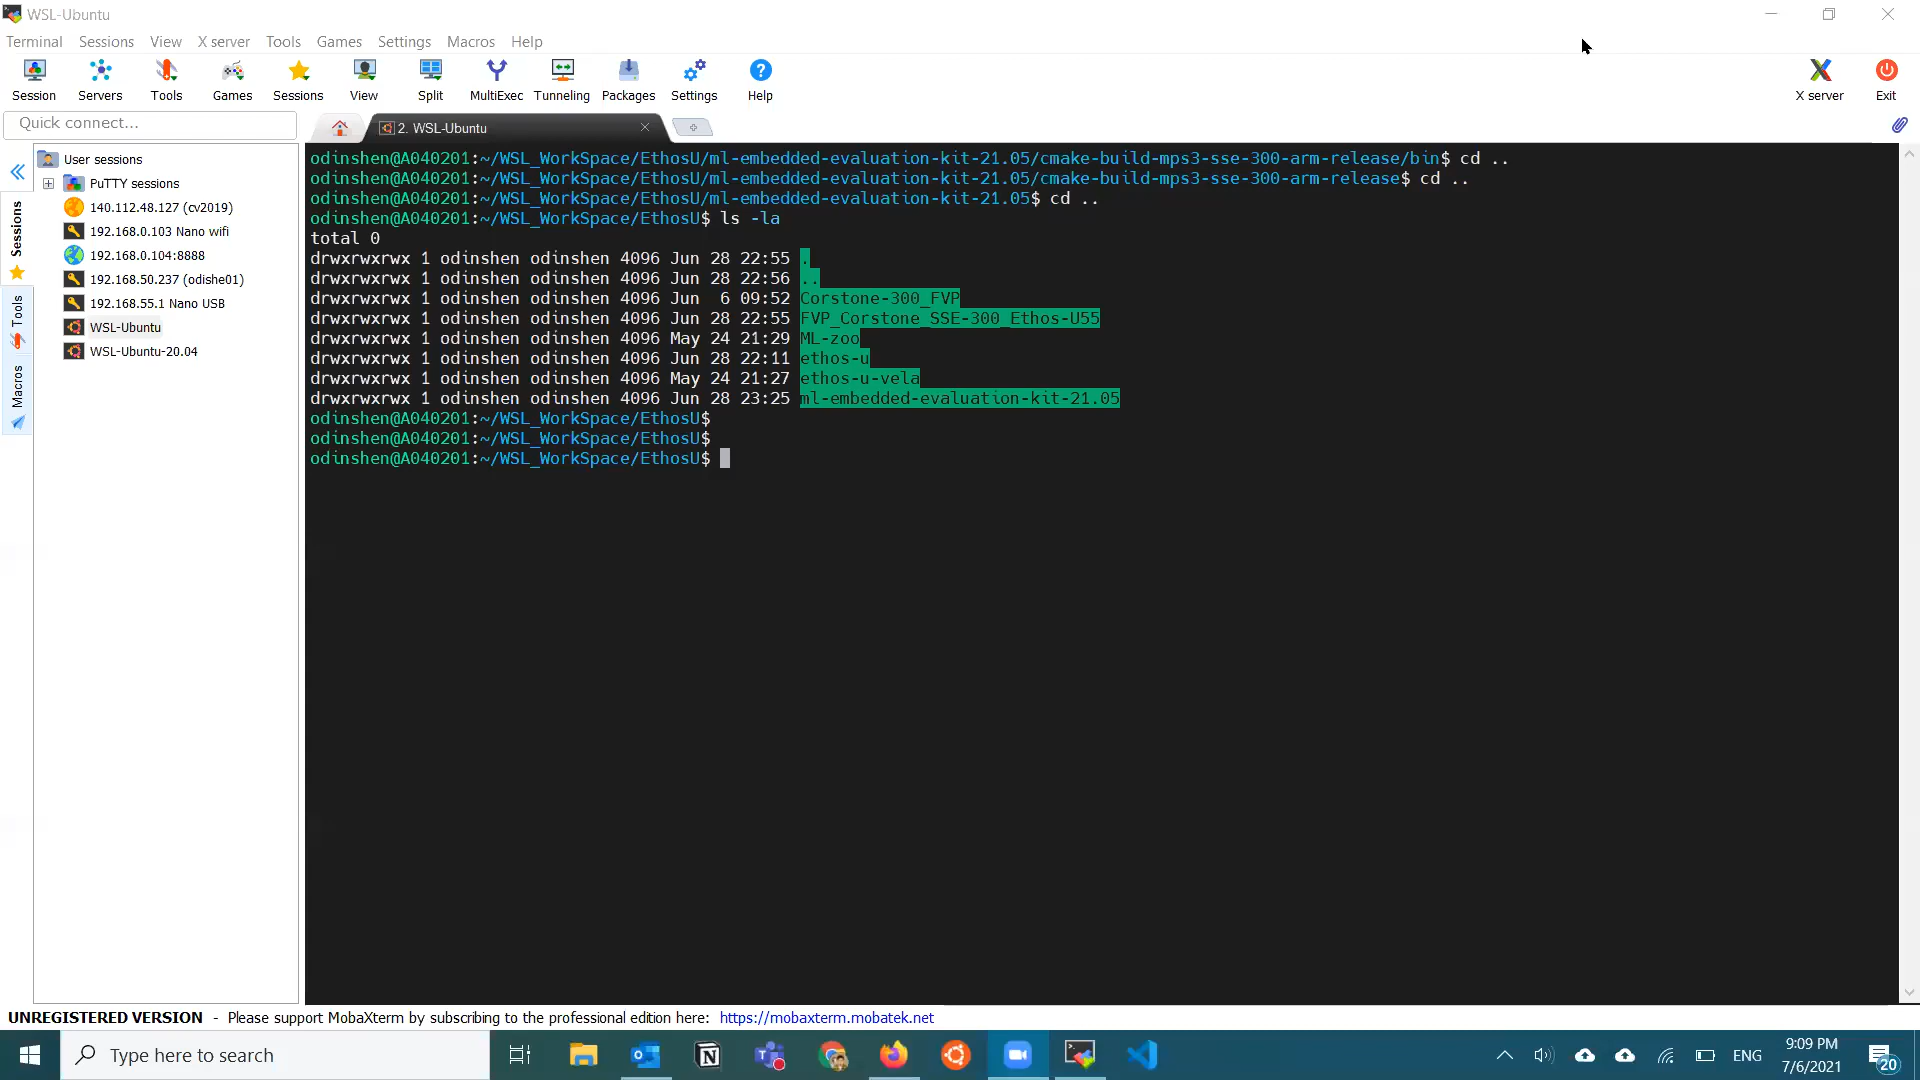 WSL-Ubuntu
Terminal Sessions View X server Tools Games Settings Macros Help
Session Servers Tools Games Sessions View Split MultiExec Tunneling Packages Settings Help X server Exit
Quick connect...
2. WSL-Ubuntu
User sessions
PuTTY sessions
140.112.48.127 (cv2019)
192.168.0.103 Nano wifi
192.168.0.104:8888
192.168.50.237 (odishe01)
192.168.55.1 Nano USB
WSL-Ubuntu
WSL-Ubuntu-20.04
Sessions
Tools
Macros
odinshen@A040201:~/WSL_WorkSpace/EthosU/ml-embedded-evaluation-kit-21.05/cmake-build-mps3-sse-300-arm-release/bin$ cd ..
odinshen@A040201:~/WSL_WorkSpace/EthosU/ml-embedded-evaluation-kit-21.05/cmake-build-mps3-sse-300-arm-release$ cd ..
odinshen@A040201:~/WSL_WorkSpace/EthosU/ml-embedded-evaluation-kit-21.05$ cd ..
odinshen@A040201:~/WSL_WorkSpace/EthosU$ ls -la
total 0
drwxrwxrwx 1 odinshen odinshen 4096 Jun 28 22:55 .
drwxrwxrwx 1 odinshen odinshen 4096 Jun 28 22:56 ..
drwxrwxrwx 1 odinshen odinshen 4096 Jun  6 09:52 Corstone-300_FVP
drwxrwxrwx 1 odinshen odinshen 4096 Jun 28 22:55 FVP_Corstone_SSE-300_Ethos-U55
drwxrwxrwx 1 odinshen odinshen 4096 May 24 21:29 ML-zoo
drwxrwxrwx 1 odinshen odinshen 4096 Jun 28 22:11 ethos-u
drwxrwxrwx 1 odinshen odinshen 4096 May 24 21:27 ethos-u-vela
drwxrwxrwx 1 odinshen odinshen 4096 Jun 28 23:25 ml-embedded-evaluation-kit-21.05
odinshen@A040201:~/WSL_WorkSpace/EthosU$
odinshen@A040201:~/WSL_WorkSpace/EthosU$
odinshen@A040201:~/WSL_WorkSpace/EthosU$
UNREGISTERED VERSION - Please support MobaXterm by subscribing to the professional edition here: https://mobaxterm.mobatek.net
Type here to search
ENG
9:09 PM
7/6/2021
20